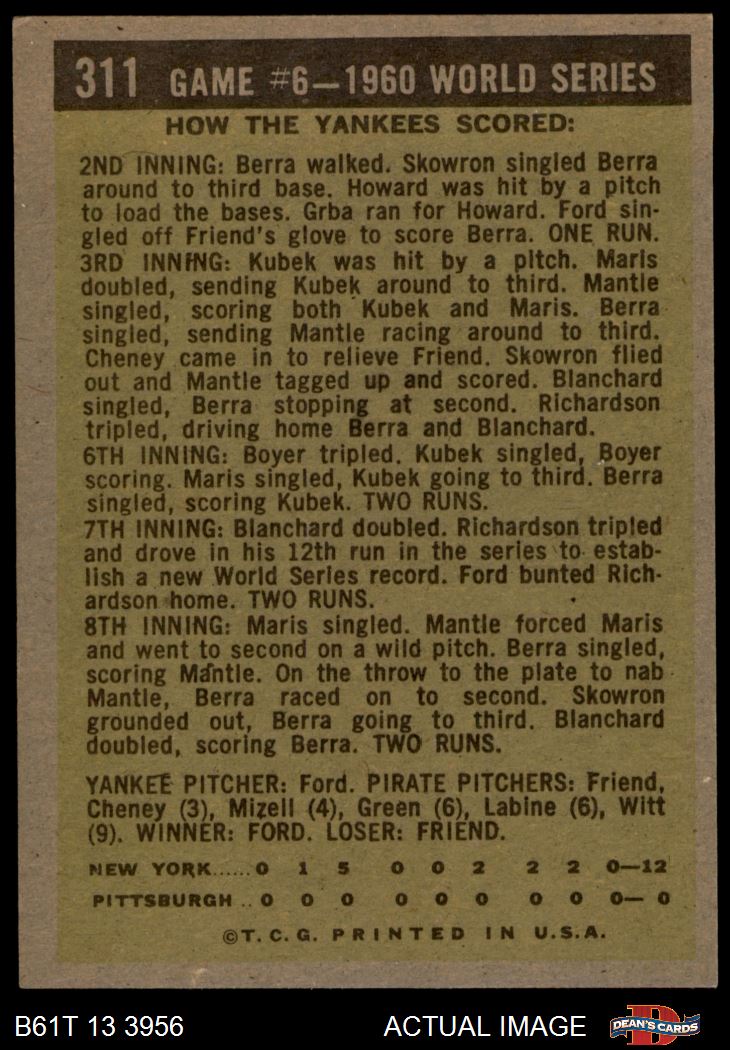 311 GAME #6—1960 WORLD SERIES
HOW THE YANKEES SCORED:
2ND INNING: Berra walked. Skowron singled Berra
around to third base. Howard was hit by a pitch
to load the bases. Grba ran for Howard. Ford sin-
gled off Friend's glove to score Berra. ONE RUN.
3RD INNING: Kubek was hit by a pitch. Maris
doubled, sending Kubek around to third. Mantle
singled, scoring both Kubek and Maris. Berra
singled, sending Mantle racing around to third.
Cheney came in to relieve Friend. Skowron flied
out and Mantle tagged up and scored. Blanchard
singled, Berra stopping at second. Richardson
tripled, driving home Berra and Blanchard.
6TH INNING: Boyer tripled. Kubek singled, Boyer
scoring. Maris singled, Kubek going to third. Berra
singled, scoring Kubek. TWO RUNS.
7TH INNING: Blanchard doubled. Richardson tripled
and drove in his 12th run in the series to estab-
lish a new World Series record. Ford bunted Rich-
ardson home. TWO RUNS.
8TH INNING: Maris singled. Mantle forced Maris
and went to second on a wild pitch. Berra singled,
scoring Mantle. On the throw to the plate to nab
Mantle, Berra raced on to second. Skowron
grounded out, Berra going to third. Blanchard
doubled, scoring Berra. TWO RUNS.
YANKEE PITCHER: Ford. PIRATE PITCHERS: Friend,
Cheney (3), Mizell (4), Green (6), Labine (6), Witt
(9). WINNER: FORD. LOSER: FRIEND.
NEW YORK......0 1 5 0 0 2 2 2 0—12
PITTSBURGH ..0 0 0 0 0 0 0 0 0— 0
©T. C. G. PRINTED IN U.S.A.
B61T 13 3956 ACTUAL IMAGE DEAN'S CARDS